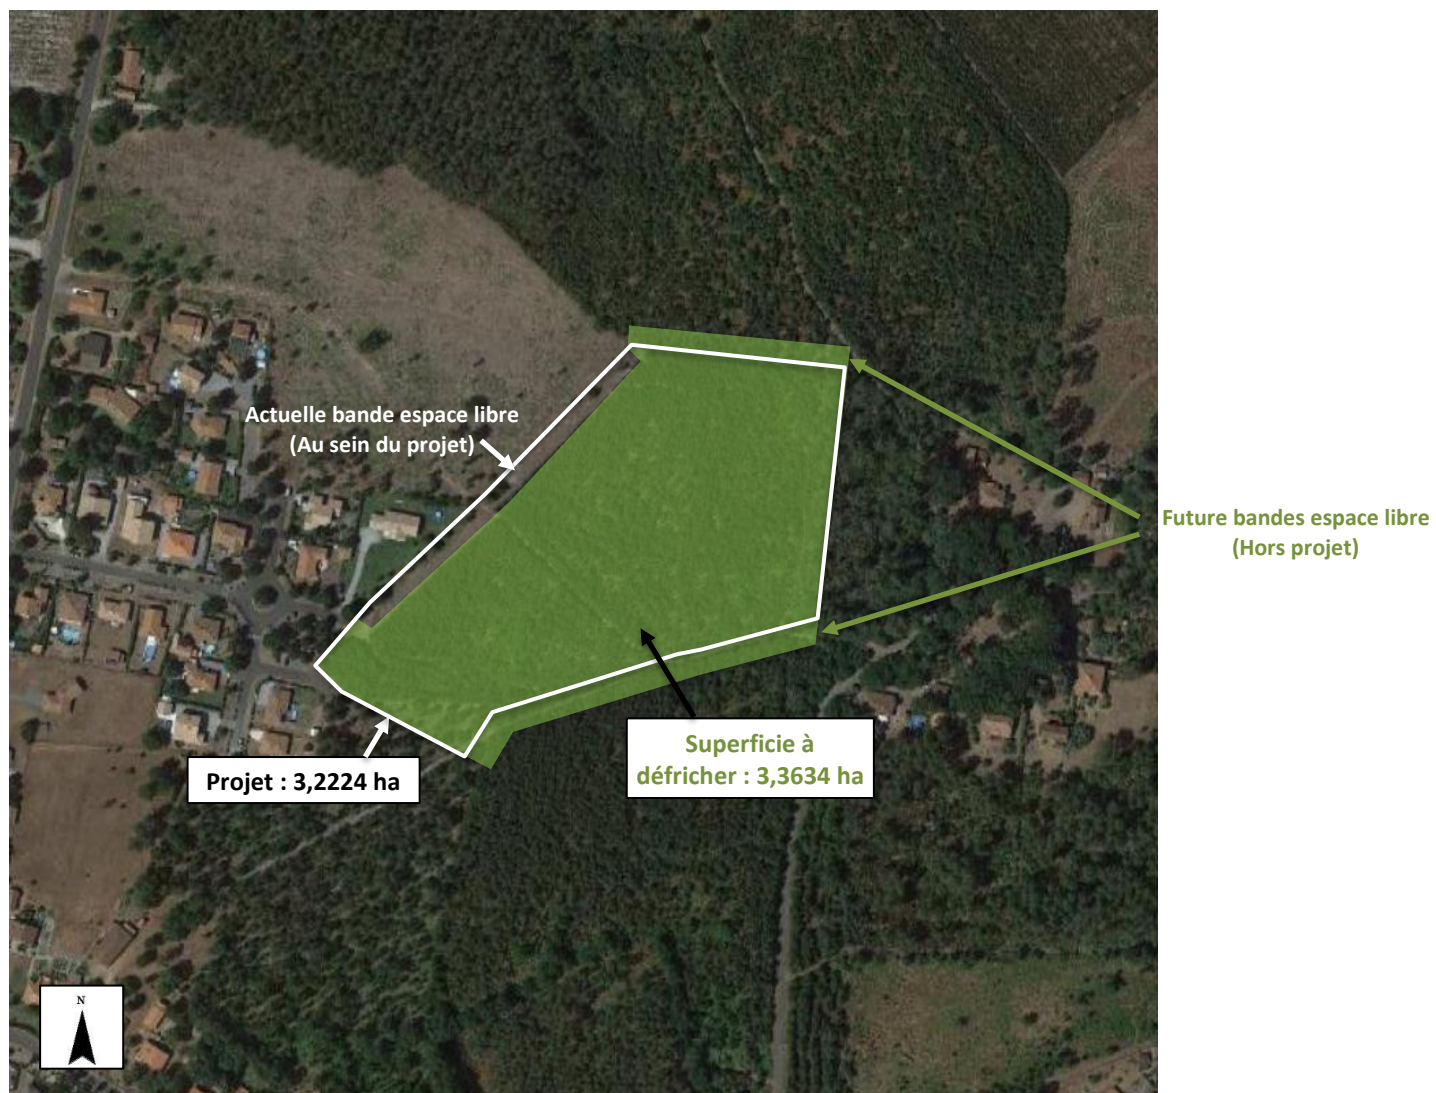 Actuelle bande espace libre
(Au sein du projet)
Future bandes espace libre
(Hors projet)
Superficie à
défricher : 3,3634 ha
Projet : 3,2224 ha
N